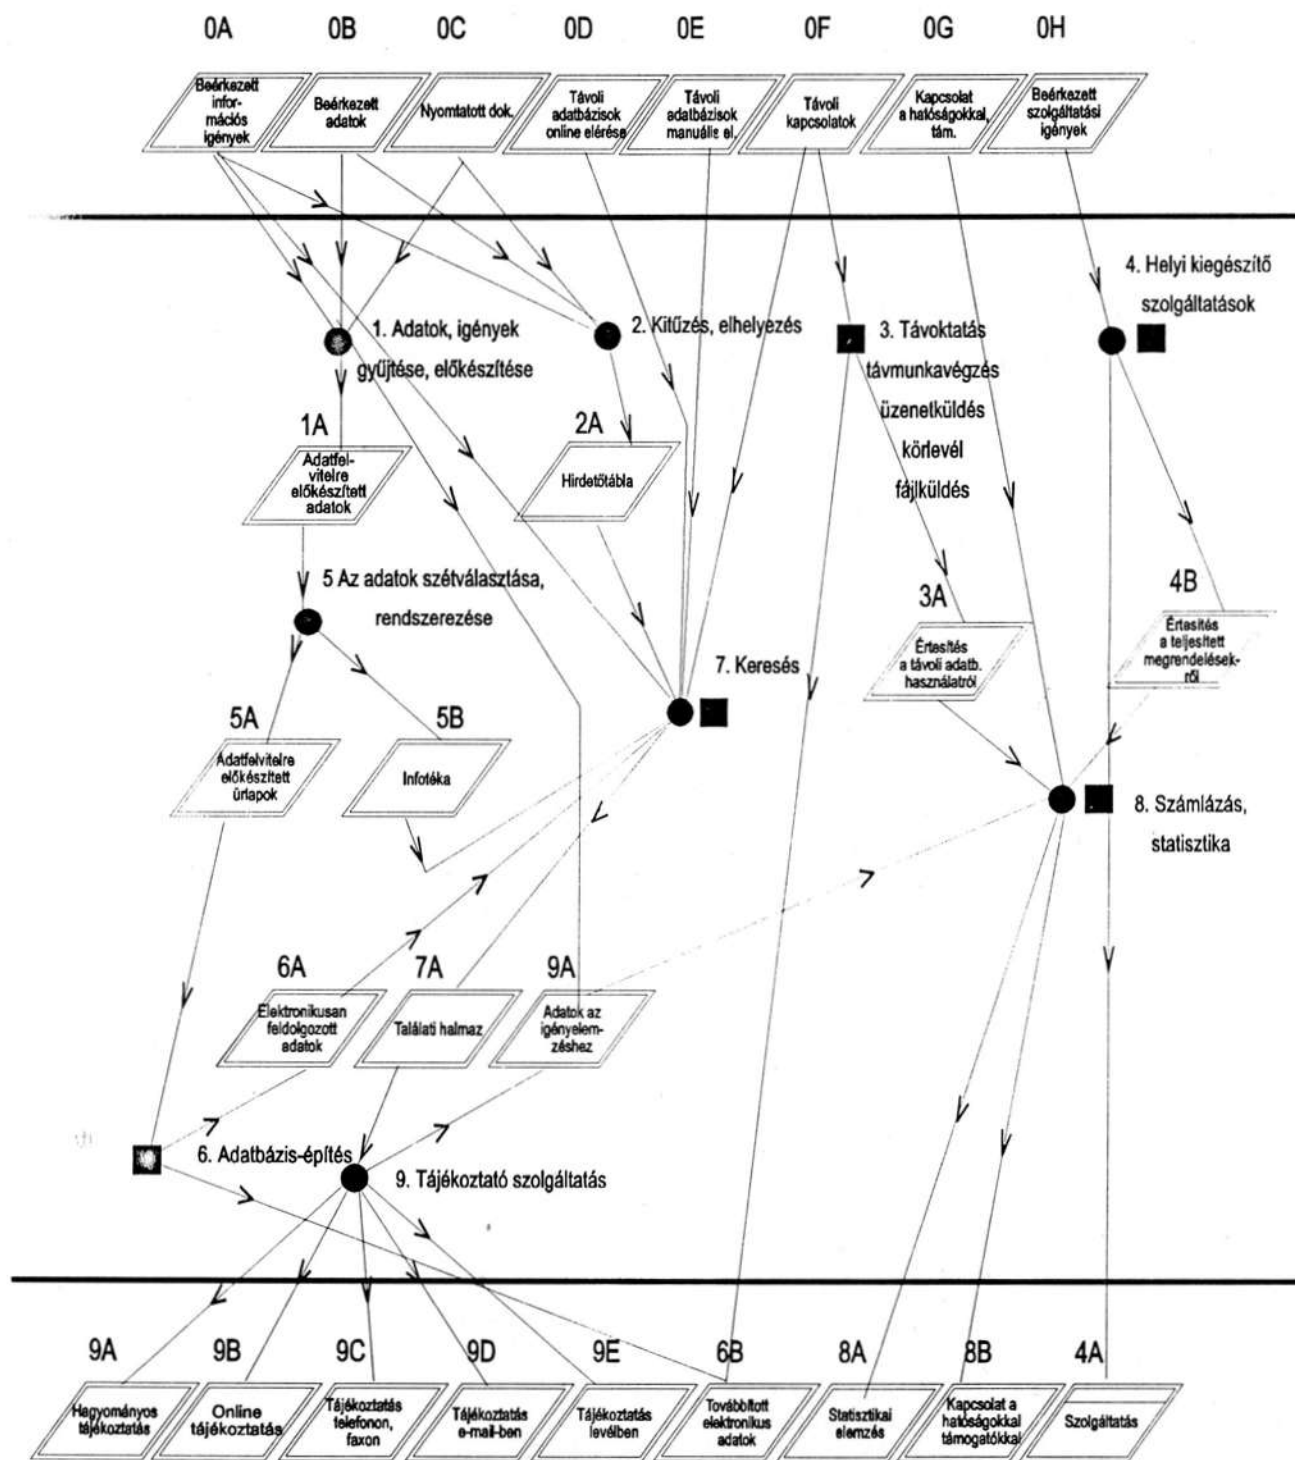 0A 0B 0C 0D 0E 0F 0G 0H
Beérkezett
infor-
mációs
igények
Beérkezett
adatok
Nyomtatott dok.
Távoli
adatbázisok
online elérése
Távoli
adatbázisok
manuális el.
Távoli
kapcsolatok
Kapcsolat
a hatóságokkal,
tám.
Beérkezett
szolgáltatási
igények
1. Adatok, igények
gyűjtése, előkészítése
2. Kitűzés, elhelyezés
3. Távoktatás
távmunkavégzés
üzenetküldés
körlevél
fájlküldés
4. Helyi kiegészítő
szolgáltatások
1A
Adatfel-
vitelre
előkészített
adatok
2A
Hirdetőtábla
5 Az adatok szétválasztása,
rendszerezése
3A
Értesítés
a távoli adatb.
használatról
4B
Értesítés
a teljesített
megrendelések-
ről
7. Keresés
5A
Adatfelvitelre
előkészített
űrlapok
5B
Infotéka
8. Számlázás,
statisztika
6A
Elektronikusan
feldolgozott
adatok
7A
Találati halmaz
9A
Adatok az
igényelem-
zéshez
6. Adatbázis-építés
9. Tájékoztató szolgáltatás
9A 9B 9C 9D 9E 6B 8A 8B 4A
Hagyományos
tájékoztatás
Online
tájékoztatás
Tájékoztatás
telefonon,
faxon
Tájékoztatás
e-mail-ben
Tájékoztatás
levélben
Továbbított
elektronikus
adatok
Statisztikai
elemzés
Kapcsolat a
hatóságokkal
támogatókkal
Szolgáltatás